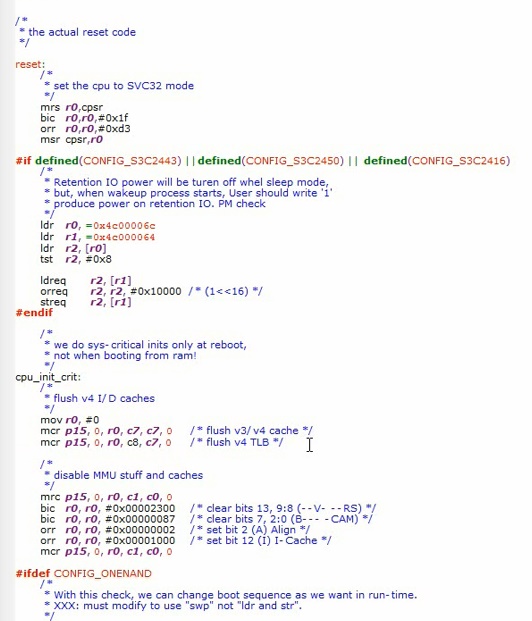 /*
 * the actual reset code
 */
reset:
/*
 * set the cpu to SVC32 mode
 */
mrs r0,cpsr
bic r0,r0,#0x1f
orr r0,r0,#0xd3
msr cpsr,r0
#if defined(CONFIG_S3C2443) || defined(CONFIG_S3C2450) || defined(CONFIG_S3C2416)
/*
 * Retention IO power will be turen off whel sleep mode,
 * but, when wakeup process starts, User should write '1'
 * produce power on retention IO. PM check
 */
ldr r0, =0x4c00006c
ldr r1, =0x4c000064
ldr r2, [r0]
tst r2, #0x8
ldreq r2, [r1]
orreq r2, r2, #0x10000 /* (1<<16) */
streq r2, [r1]
#endif
/*
 * we do sys-critical inits only at reboot,
 * not when booting from ram!
 */
cpu_init_crit:
/*
 * flush v4 I/D caches
 */
mov r0, #0
mcr p15, 0, r0, c7, c7, 0 /* flush v3/v4 cache */
mcr p15, 0, r0, c8, c7, 0 /* flush v4 TLB */
/*
 * disable MMU stuff and caches
 */
mrc p15, 0, r0, c1, c0, 0
bic r0, r0, #0x00002300 /* clear bits 13, 9:8 (--V- --RS) */
bic r0, r0, #0x00000087 /* clear bits 7, 2:0 (B--- -CAM) */
orr r0, r0, #0x00000002 /* set bit 2 (A) Align */
orr r0, r0, #0x00001000 /* set bit 12 (I) I-Cache */
mcr p15, 0, r0, c1, c0, 0
#ifdef CONFIG_ONENAND
/*
 * With this check, we can change boot sequence as we want in run-time.
 * XXX: must modify to use "swp" not "ldr and str".
 */